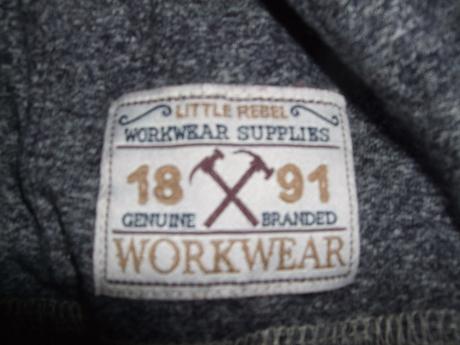 LITTLE REBEL
WORKWEAR SUPPLIES
18 91
GENUINE BRANDED
WORKWEAR